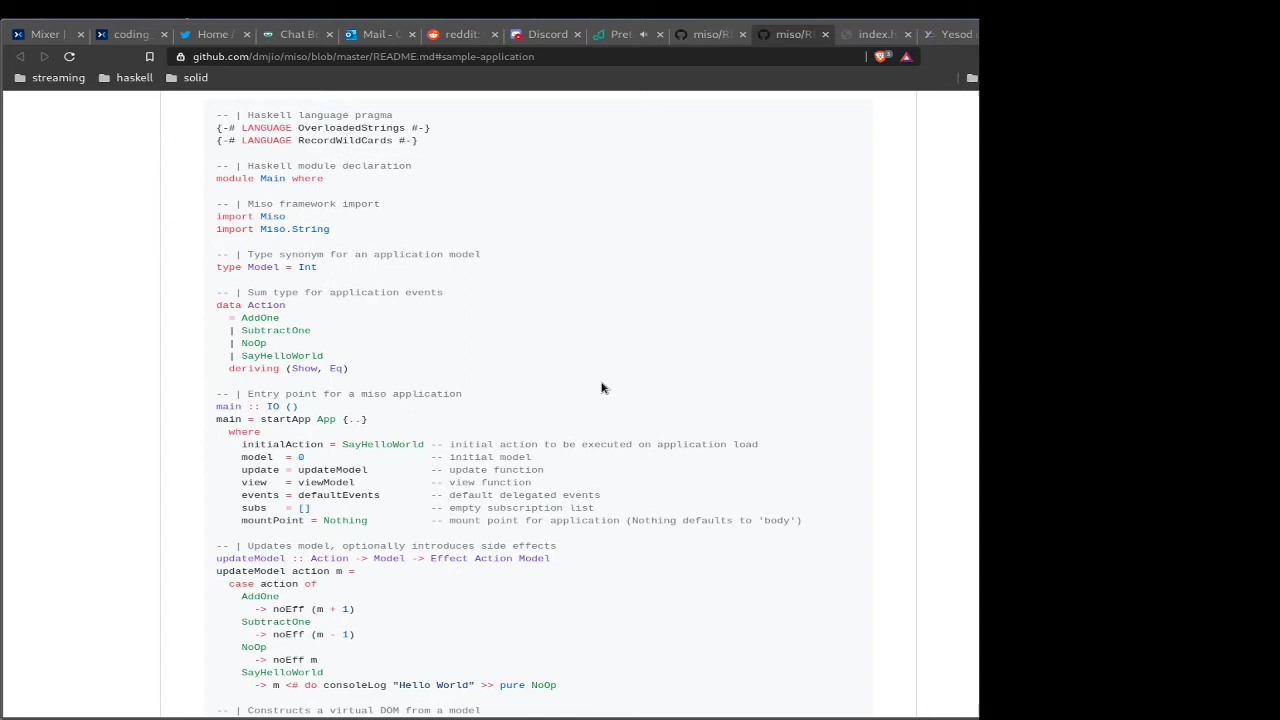 Mixer |
coding_
Home /
Chat Bo
Mail - C
reddit:
Discord
Pret
miso/RE
miso/RE
index.h
Yesod
github.com/dmjio/miso/blob/master/README.md#sample-application
3
streaming
haskell
solid
-- | Haskell language pragma
{-# LANGUAGE OverloadedStrings #-}
{-# LANGUAGE RecordWildCards #-}
-- | Haskell module declaration
module Main where
-- | Miso framework import
import Miso
import Miso.String
-- | Type synonym for an application model
type Model = Int
-- | Sum type for application events
data Action
= AddOne
| SubtractOne
| NoOp
| SayHelloWorld
deriving (Show, Eq)
-- | Entry point for a miso application
main :: IO ()
main = startApp App {..}
where
initialAction = SayHelloWorld -- initial action to be executed on application load
model = 0 -- initial model
update = updateModel -- update function
view = viewModel -- view function
events = defaultEvents -- default delegated events
subs = [] -- empty subscription list
mountPoint = Nothing -- mount point for application (Nothing defaults to 'body')
-- | Updates model, optionally introduces side effects
updateModel :: Action -> Model -> Effect Action Model
updateModel action m =
case action of
AddOne
-> noEff (m + 1)
SubtractOne
-> noEff (m - 1)
NoOp
-> noEff m
SayHelloWorld
-> m <# do consoleLog "Hello World" >> pure NoOp
-- | Constructs a virtual DOM from a model